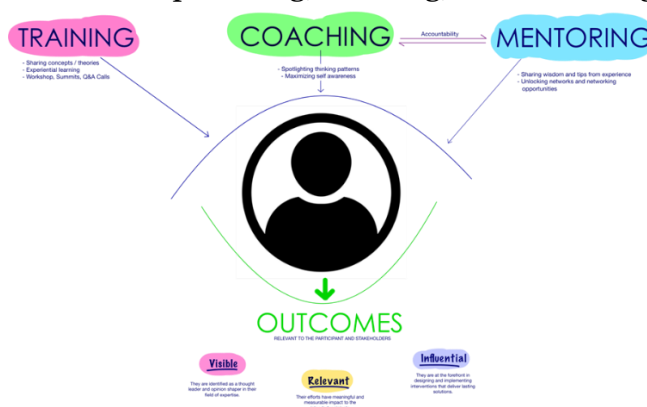 TRAINING
- Sharing concepts / theories
- Experiential learning
- Workshop, Summits, Q&A Calls
COACHING
- Spotlighting thinking patterns
- Maximizing self awareness
Accountability
MENTORING
- Sharing wisdom and tips from experience
- Unlocking networks and networking
opportunities
OUTCOMES
RELEVANT TO THE PARTICIPANT AND STAKEHOLDERS
Visible
They are identified as a thought
leader and opinion shaper in their
field of expertise.
Relevant
Their efforts have meaningful and
measurable impact to the
Influential
They are at the forefront in
designing and implementing
interventions that deliver lasting
solutions.